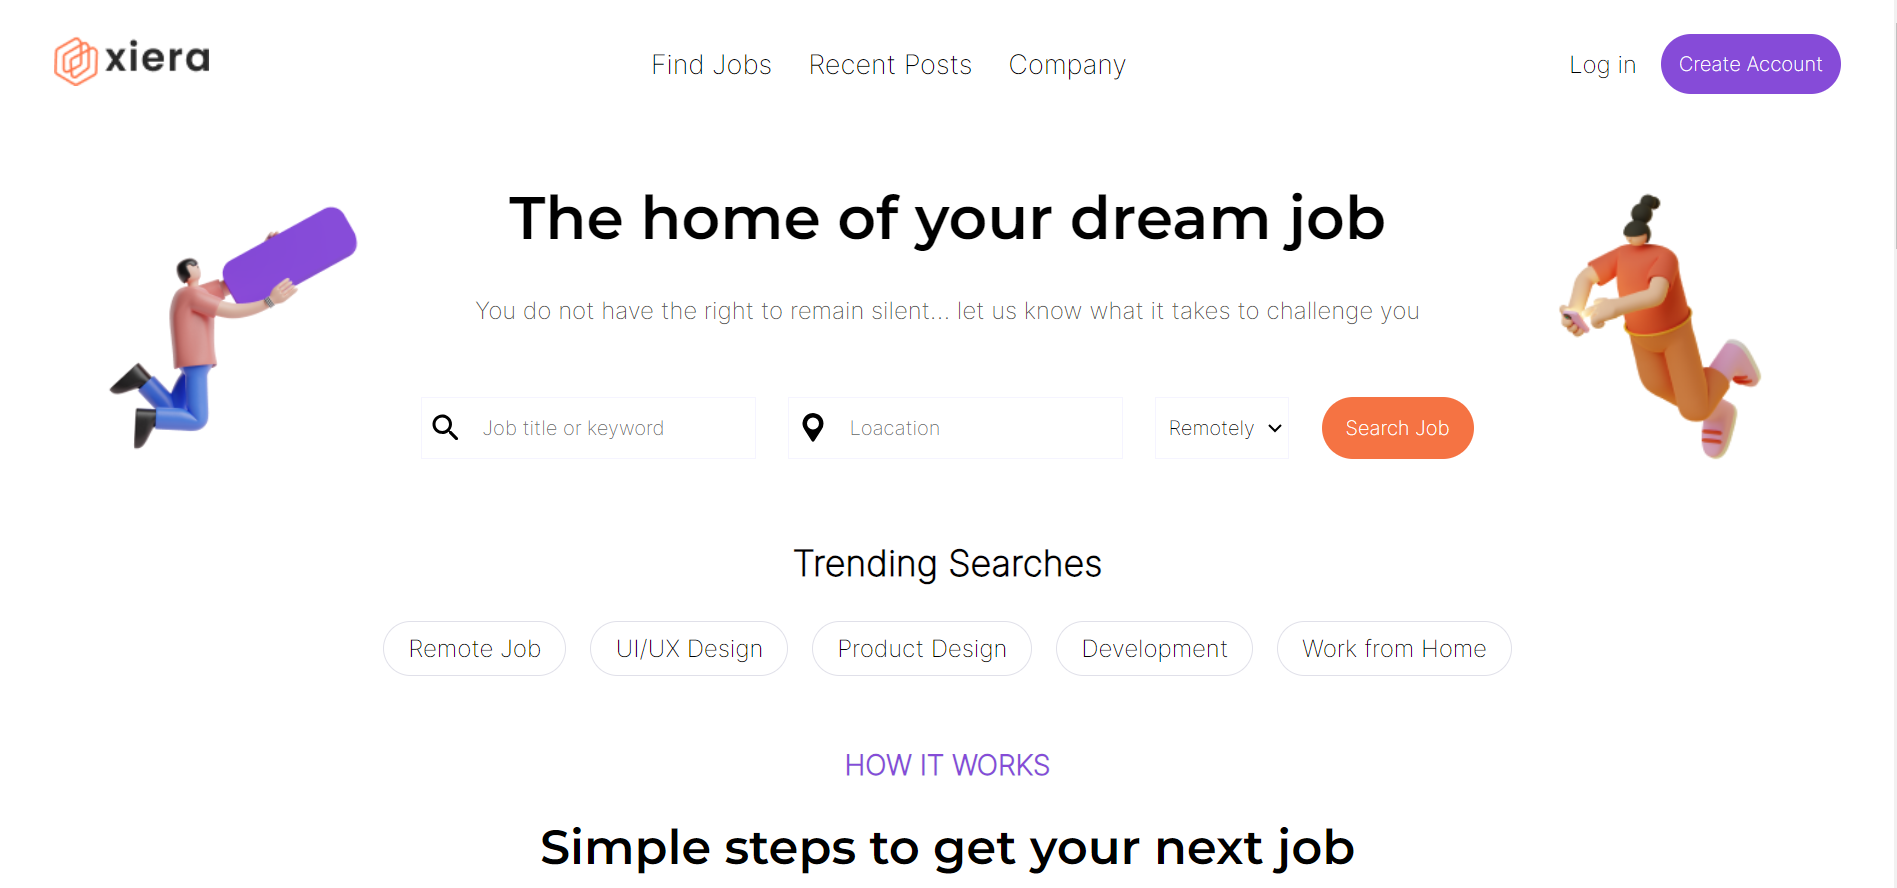 xiera
Find Jobs Recent Posts Company
Log in Create Account
The home of your dream job
You do not have the right to remain silent... let us know what it takes to challenge you
Job title or keyword Loacation Remotely Search Job
Trending Searches
Remote Job UI/UX Design Product Design Development Work from Home
HOW IT WORKS
Simple steps to get your next job